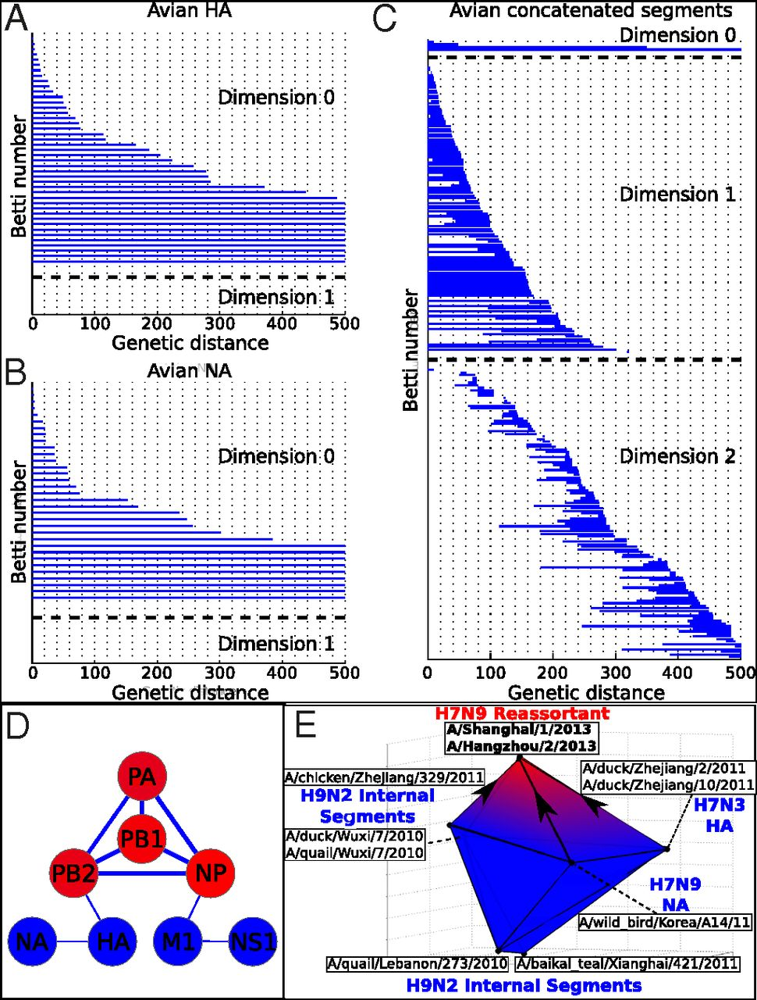 A
Avian HA
Dimension 0
Betti number
Dimension 1
0 100 200 300 400 500
Genetic distance
B
Avian NA
Dimension 0
Betti number
Dimension 1
0 100 200 300 400 500
Genetic distance
C
Avian concatenated segments
Dimension 0
Dimension 1
Betti number
Dimension 2
0 100 200 300 400 500
Genetic distance
D
PA
PB1
PB2
NP
NA
HA
M1
NS1
E
H7N9 Reassortant
A/Shanghai/1/2013
A/Hangzhou/2/2013
A/chicken/Zhejiang/329/2011
H9N2 Internal
Segments
A/duck/Wuxi/7/2010
A/quail/Wuxi/7/2010
A/duck/Zhejiang/2/2011
A/duck/Zhejiang/10/2011
H7N3
HA
H7N9
NA
A/wild_bird/Korea/A14/11
A/quail/Lebanon/273/2010
A/baikal_teal/Xianghai/421/2011
H9N2 Internal Segments